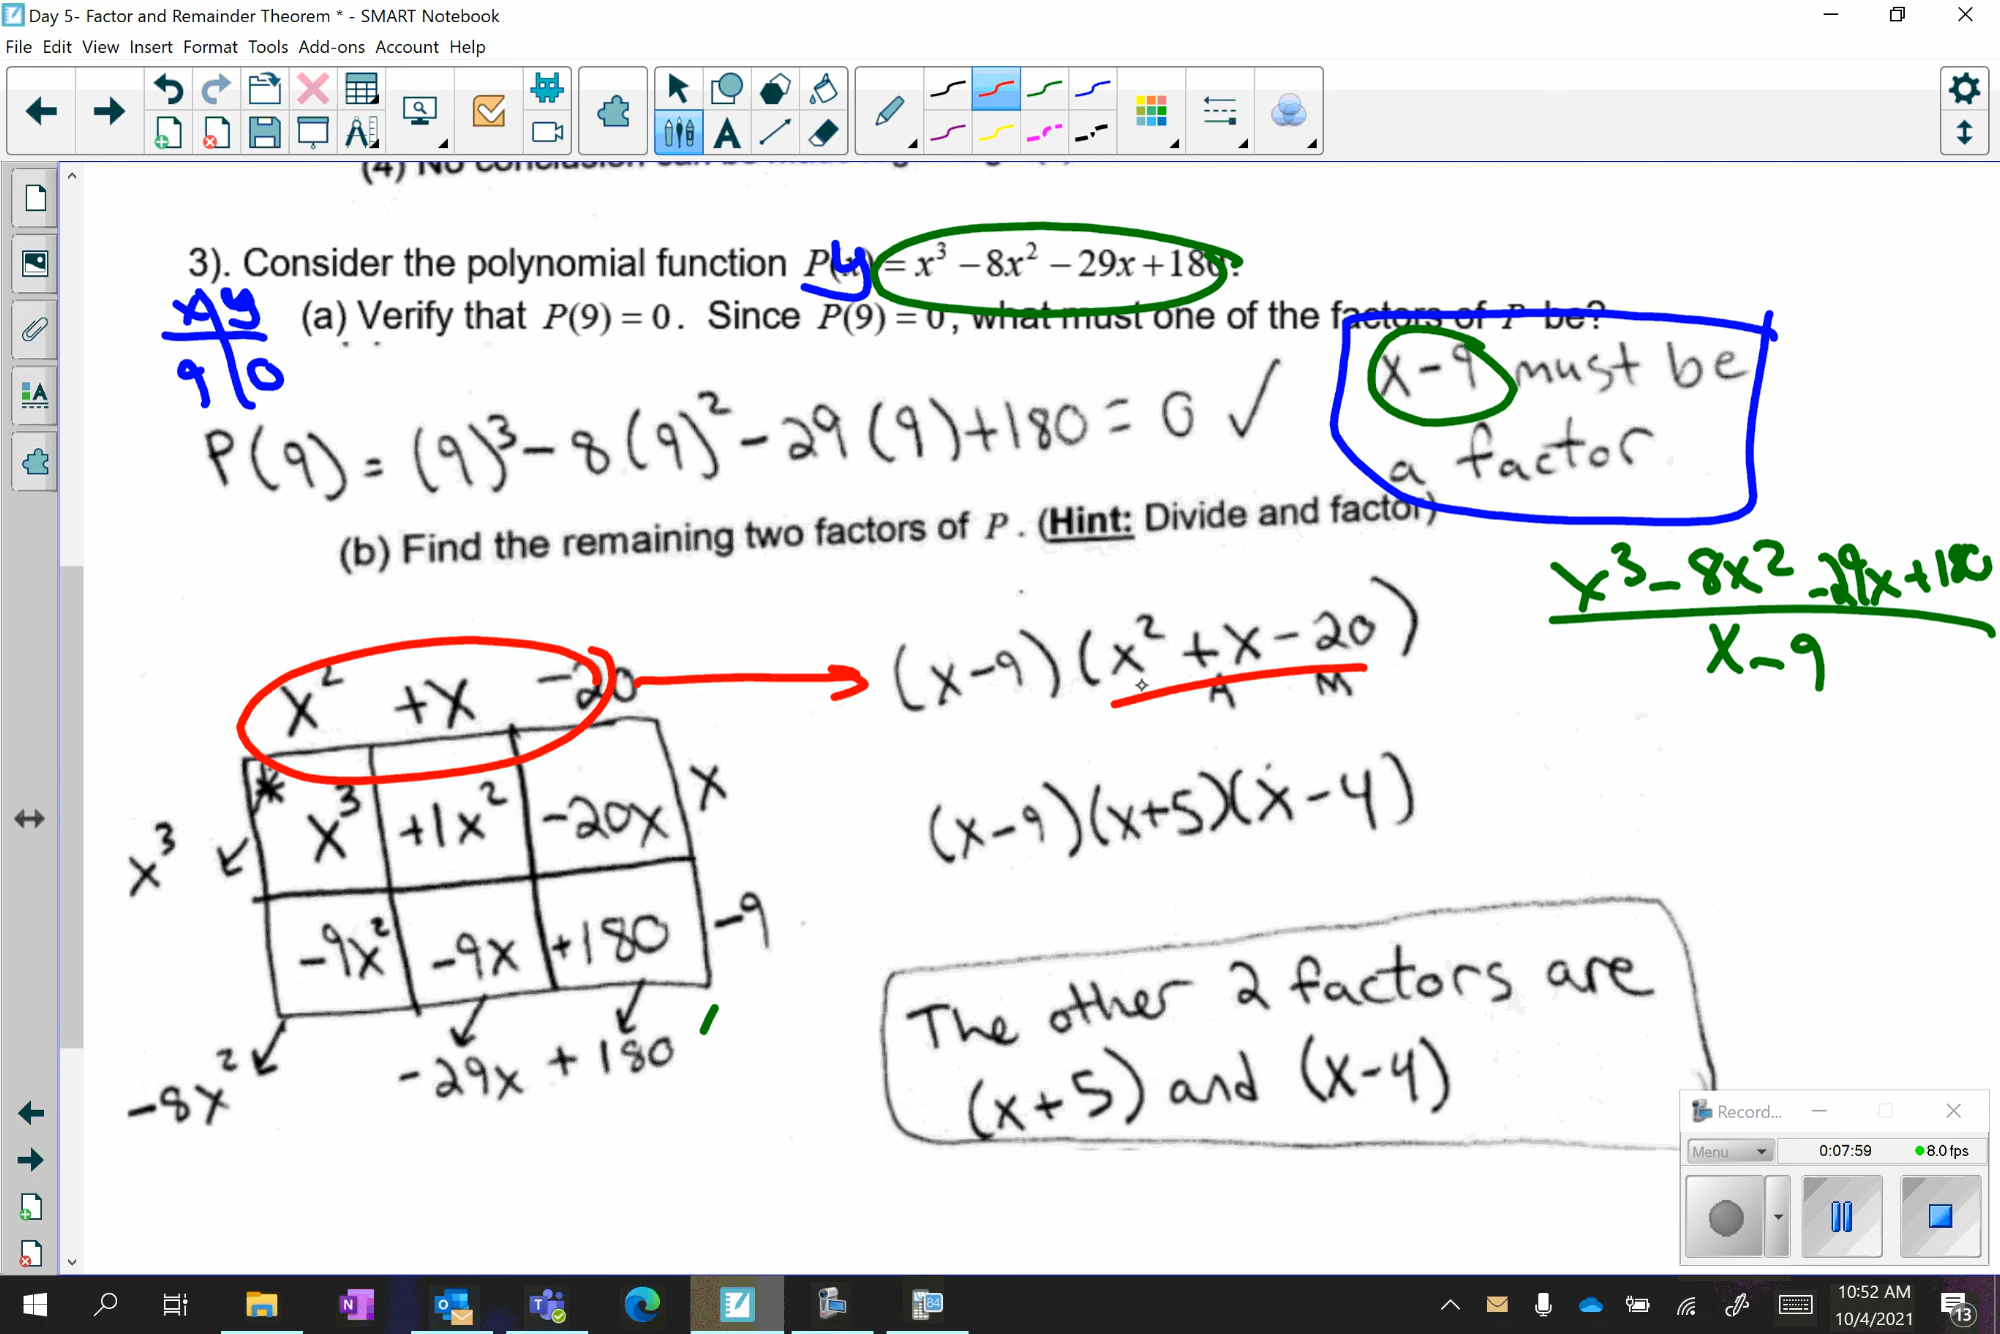 Day 5- Factor and Remainder Theorem * - SMART Notebook
File Edit View Insert Format Tools Add-ons Account Help
3). Consider the polynomial function P(x) = x³ − 8x² − 29x + 180.
y
(a) Verify that P(9) = 0. Since P(9) = 0, what must one of the factors of P be?
x y
9 0
x - 9 must be
a factor
P(9) = (9)³ - 8(9)² - 29(9) + 180 = 0 ✓
(b) Find the remaining two factors of P. (Hint: Divide and factor)
x³ - 8x² - 29x + 180
x - 9
x² + x - 20
(x-9)(x² + x - 20)
A M
* x³ +1x² -20x x
x³
(x-9)(x+5)(x-4)
-9x² -9x +180 -9
-8x² -29x + 180
The other 2 factors are
(x+5) and (x-4)
Record...
Menu 0:07:59 8.0 fps
10:52 AM
10/4/2021
13